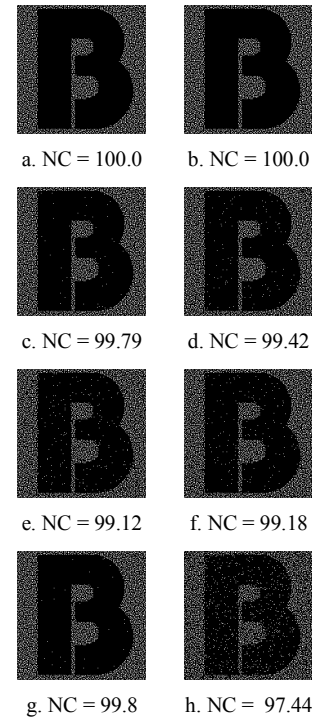 B B
a. NC = 100.0 b. NC = 100.0
B B
c. NC = 99.79 d. NC = 99.42
B B
e. NC = 99.12 f. NC = 99.18
B B
g. NC = 99.8 h. NC = 97.44